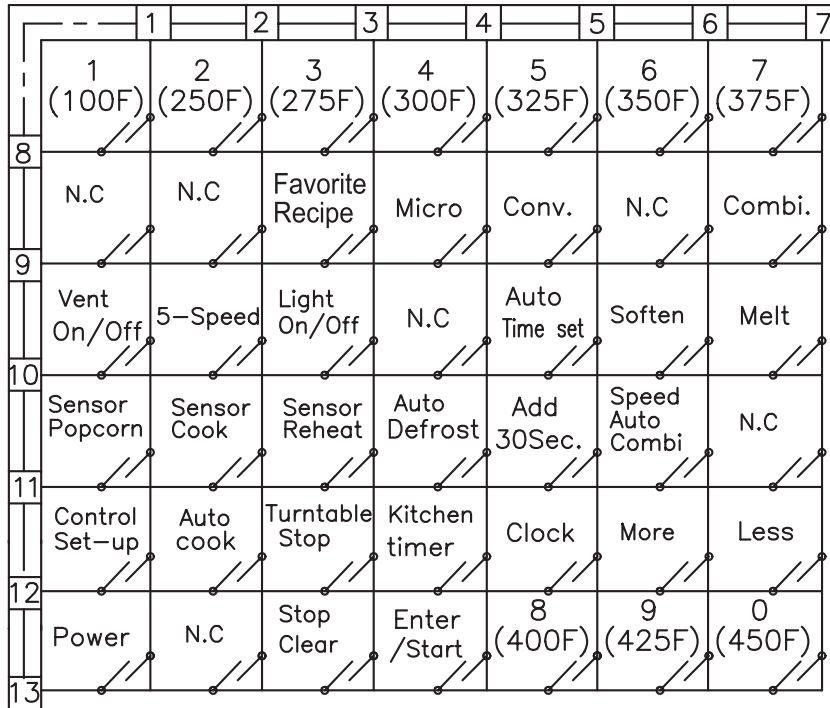 1 2 3 4 5 6 7
1 2 3 4 5 6 7
(100F) (250F) (275F) (300F) (325F) (350F) (375F)
8
N.C N.C Favorite Recipe Micro Conv. N.C Combi.
9
Vent On/Off 5-Speed Light On/Off N.C Auto Time set Soften Melt
10
Sensor Popcorn Sensor Cook Sensor Reheat Auto Defrost Add 30Sec. Speed Auto Combi N.C
11
Control Set-up Auto cook Turntable Stop Kitchen timer Clock More Less
12
Power N.C Stop Clear Enter /Start 8 (400F) 9 (425F) 0 (450F)
13